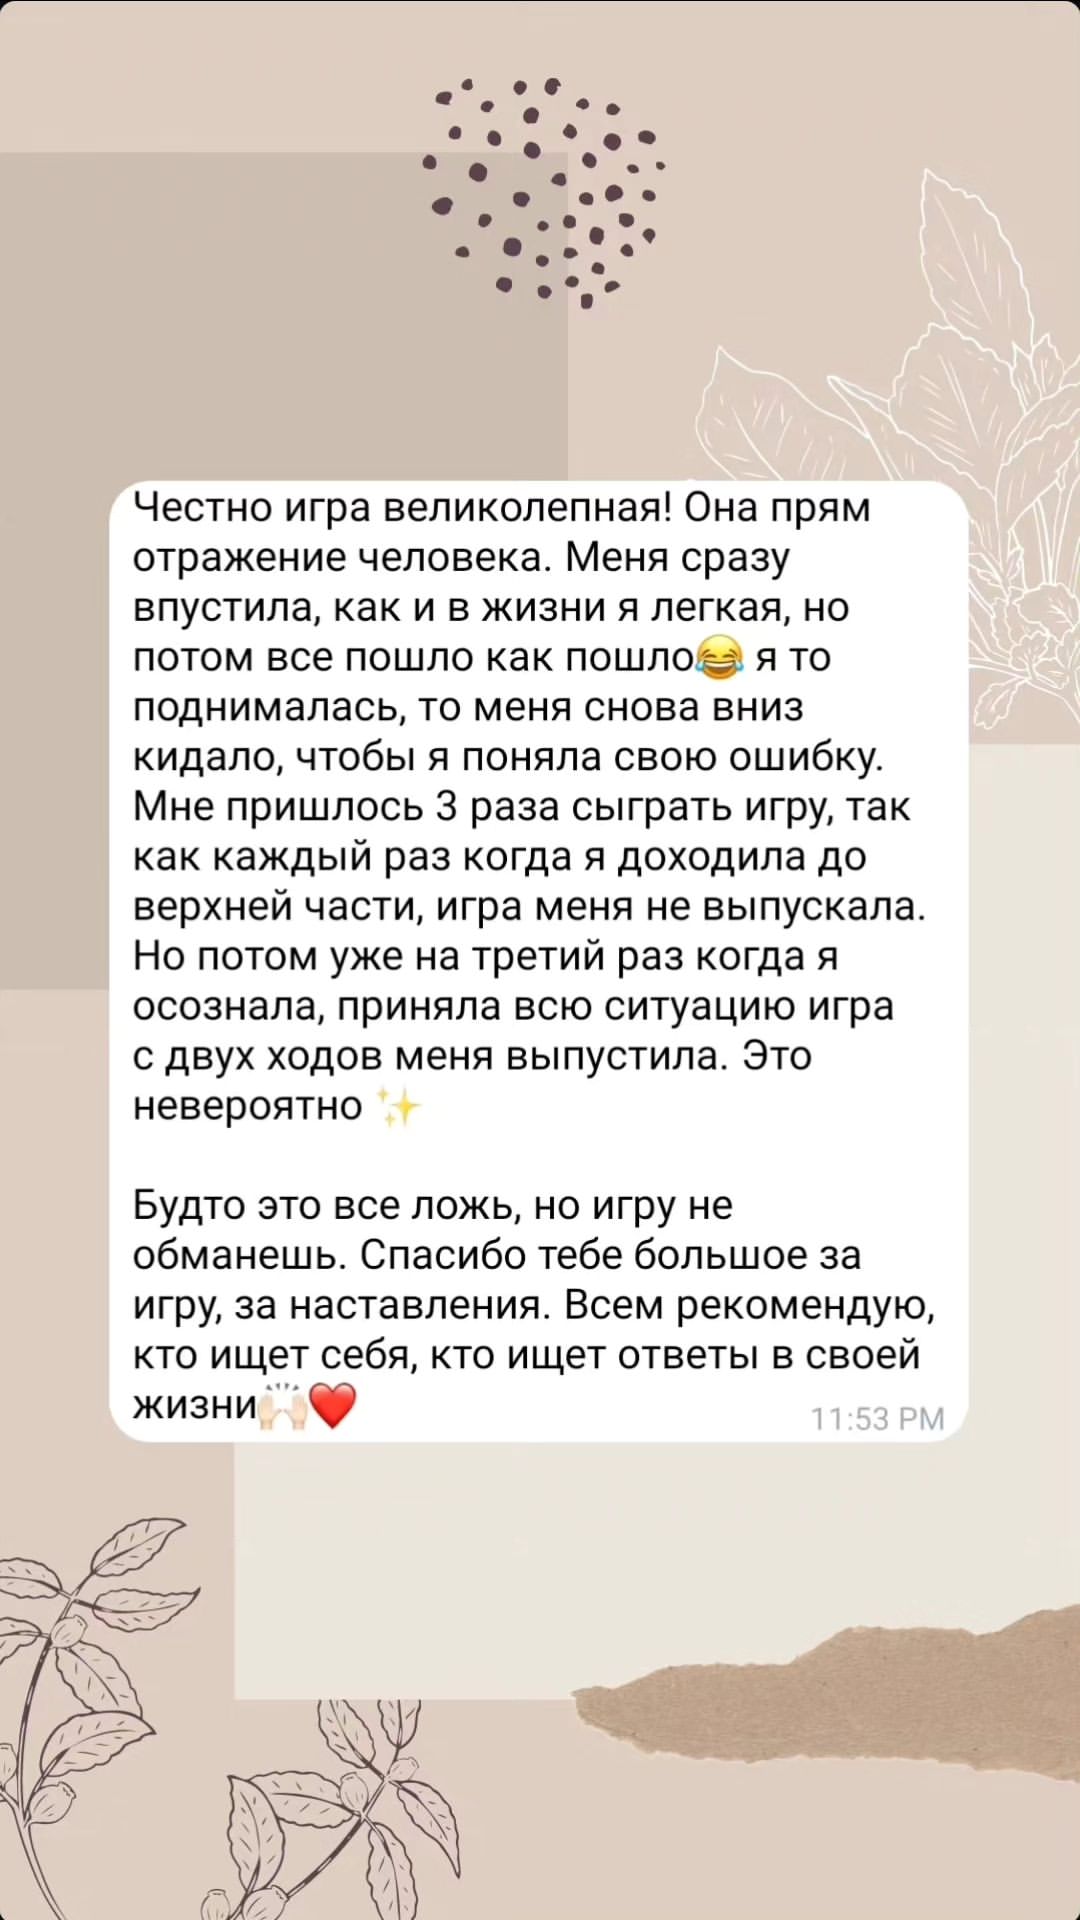 Честно игра великолепная! Она прям
отражение человека. Меня сразу
впустила, как и в жизни я легкая, но
потом все пошло как пошло😂 я то
поднималась, то меня снова вниз
кидало, чтобы я поняла свою ошибку.
Мне пришлось 3 раза сыграть игру, так
как каждый раз когда я доходила до
верхней части, игра меня не выпускала.
Но потом уже на третий раз когда я
осознала, приняла всю ситуацию игра
с двух ходов меня выпустила. Это
невероятно ✨
Будто это все ложь, но игру не
обманешь. Спасибо тебе большое за
игру, за наставления. Всем рекомендую,
кто ищет себя, кто ищет ответы в своей
жизни🙌🏻❤️
11:53 PM